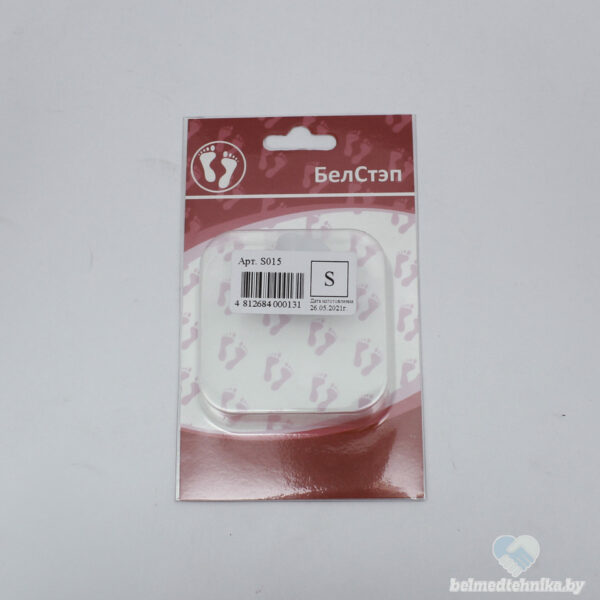 БелСтэп
Арт. S015
S
4 812684 000131
Дата изготовления
26.05.2021г.
belmedtehnika.by